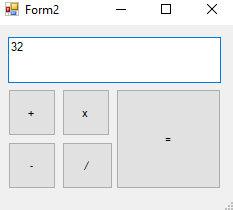 Form2
32
+ x =
- /